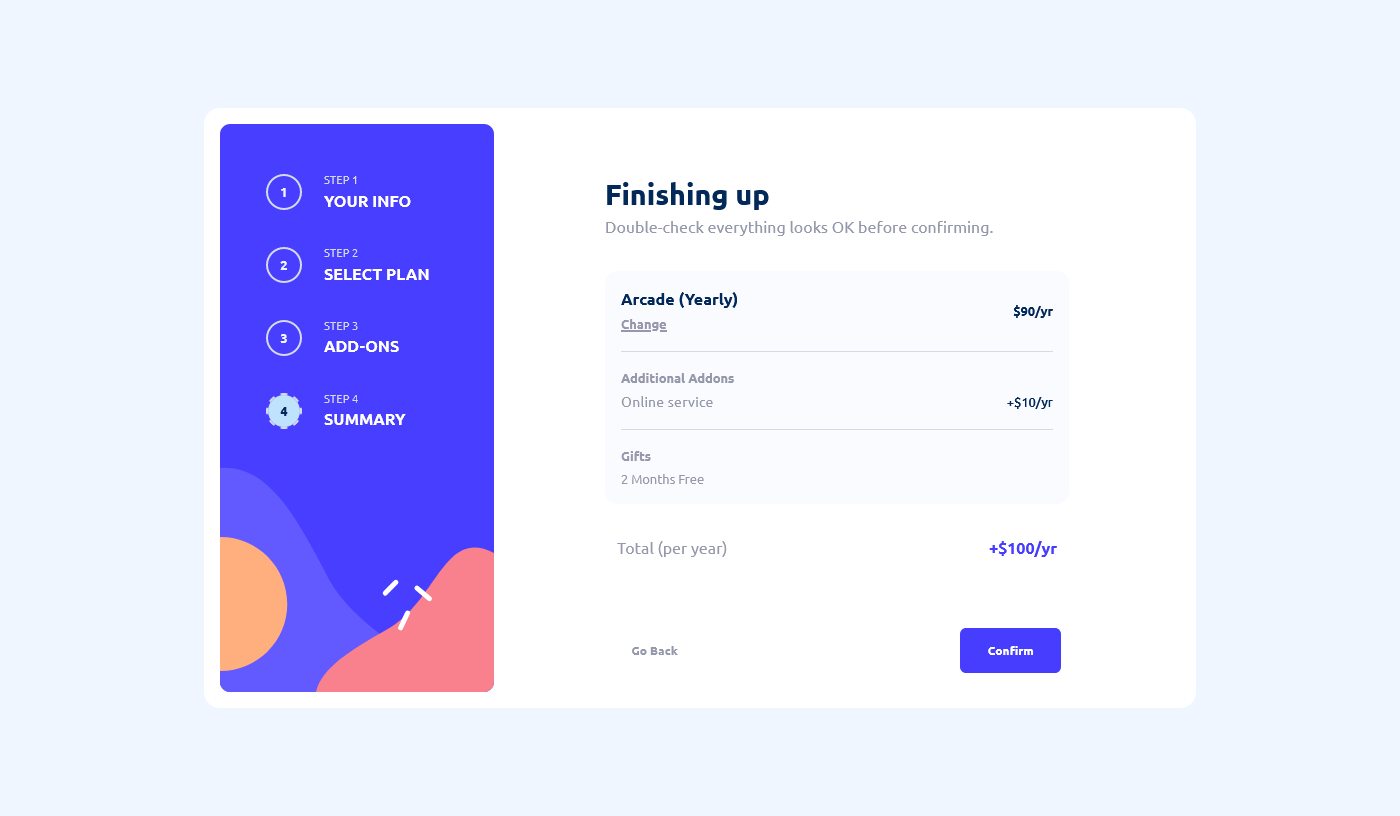 1
STEP 1
YOUR INFO
2
STEP 2
SELECT PLAN
3
STEP 3
ADD-ONS
4
STEP 4
SUMMARY
Finishing up
Double-check everything looks OK before confirming.
Arcade (Yearly)
Change
$90/yr
Additional Addons
Online service
+$10/yr
Gifts
2 Months Free
Total (per year)
+$100/yr
Go Back
Confirm